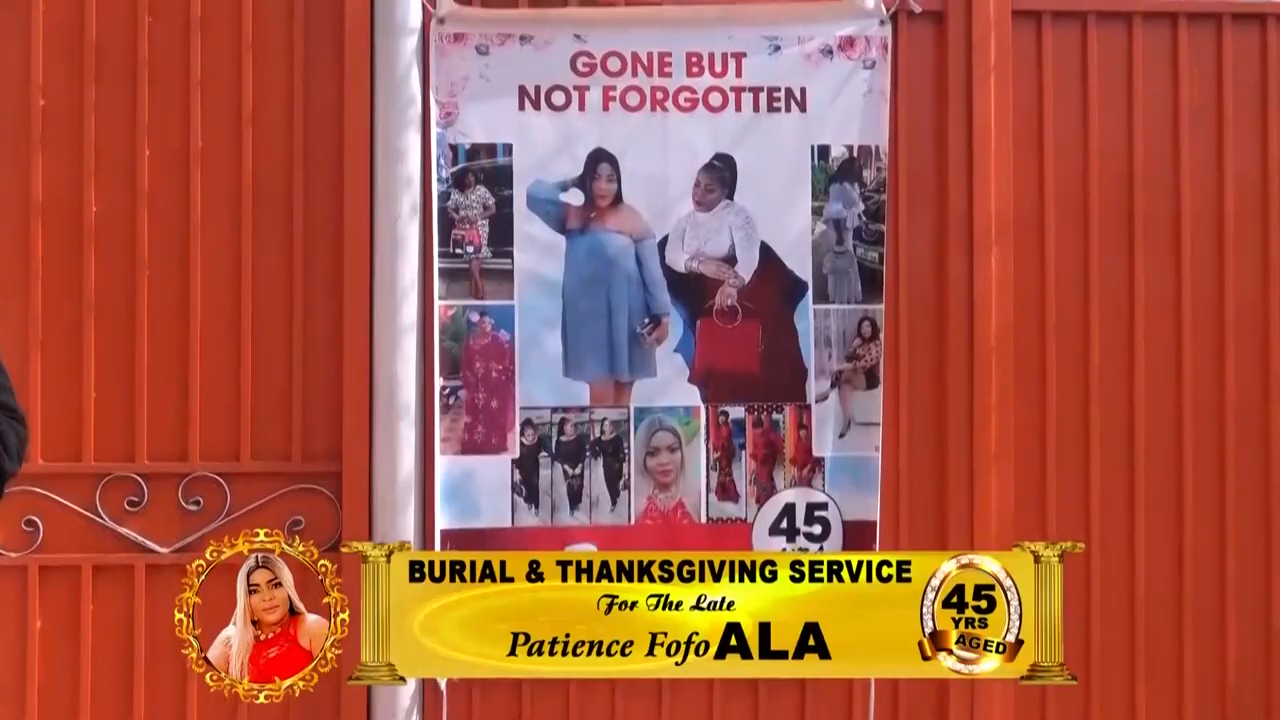 GONE BUT
NOT FORGOTTEN
45
BURIAL & THANKSGIVING SERVICE
For The Late
Patience Fofo ALA
45
YRS
AGED